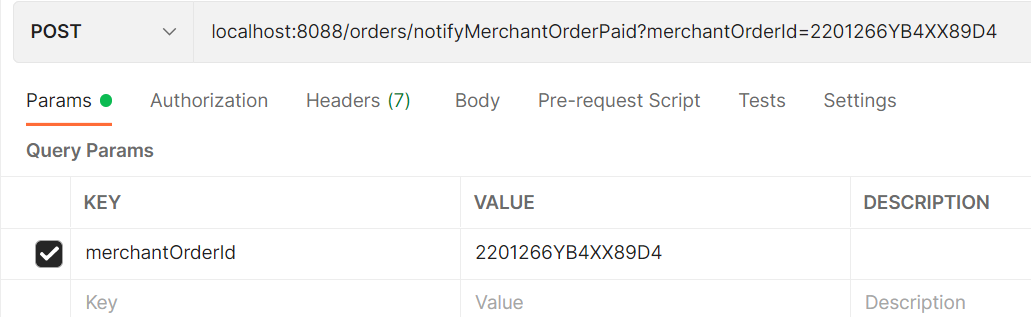 POST localhost:8088/orders/notifyMerchantOrderPaid?merchantOrderId=2201266YB4XX89D4
Params Authorization Headers (7) Body Pre-request Script Tests Settings
Query Params
KEY VALUE DESCRIPTION
merchantOrderId 2201266YB4XX89D4
Key Value Description